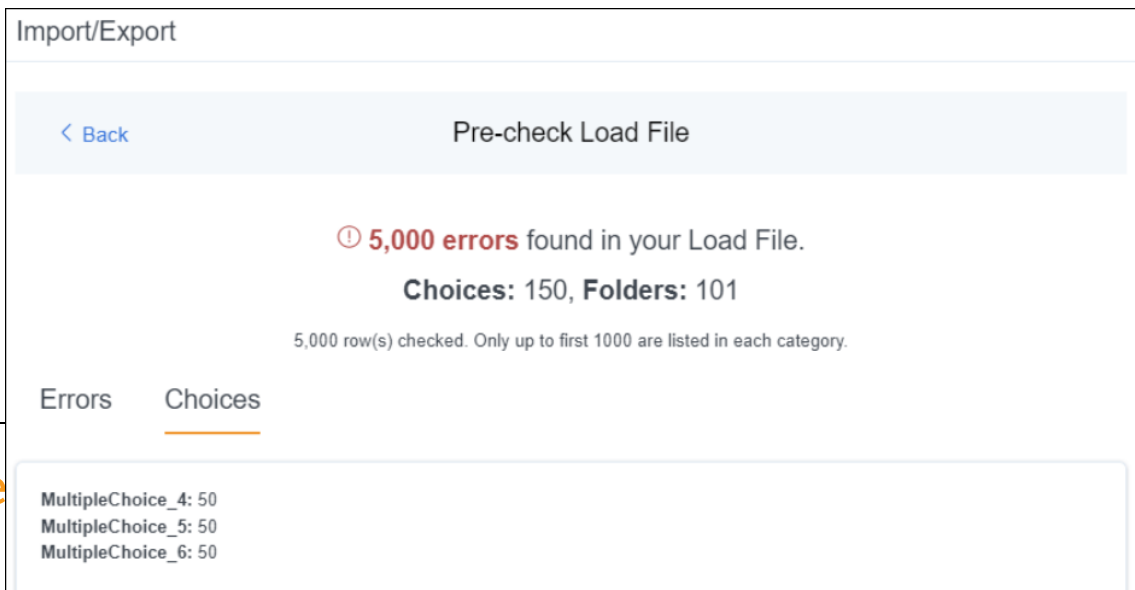 Import/Export
< Back
Pre-check Load File
5,000 errors found in your Load File.
Choices: 150, Folders: 101
5,000 row(s) checked. Only up to first 1000 are listed in each category.
Errors Choices
MultipleChoice_4: 50
MultipleChoice_5: 50
MultipleChoice_6: 50